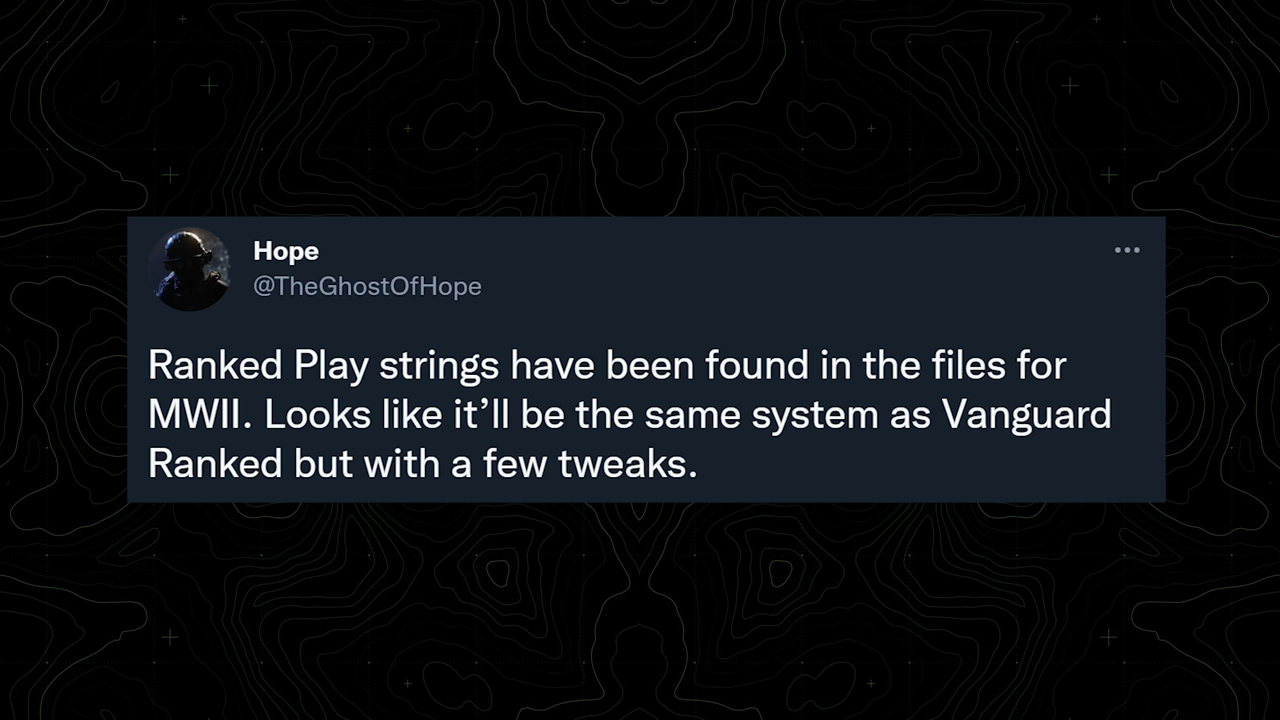 Hope
@TheGhostOfHope
Ranked Play strings have been found in the files for
MWII. Looks like it’ll be the same system as Vanguard
Ranked but with a few tweaks.